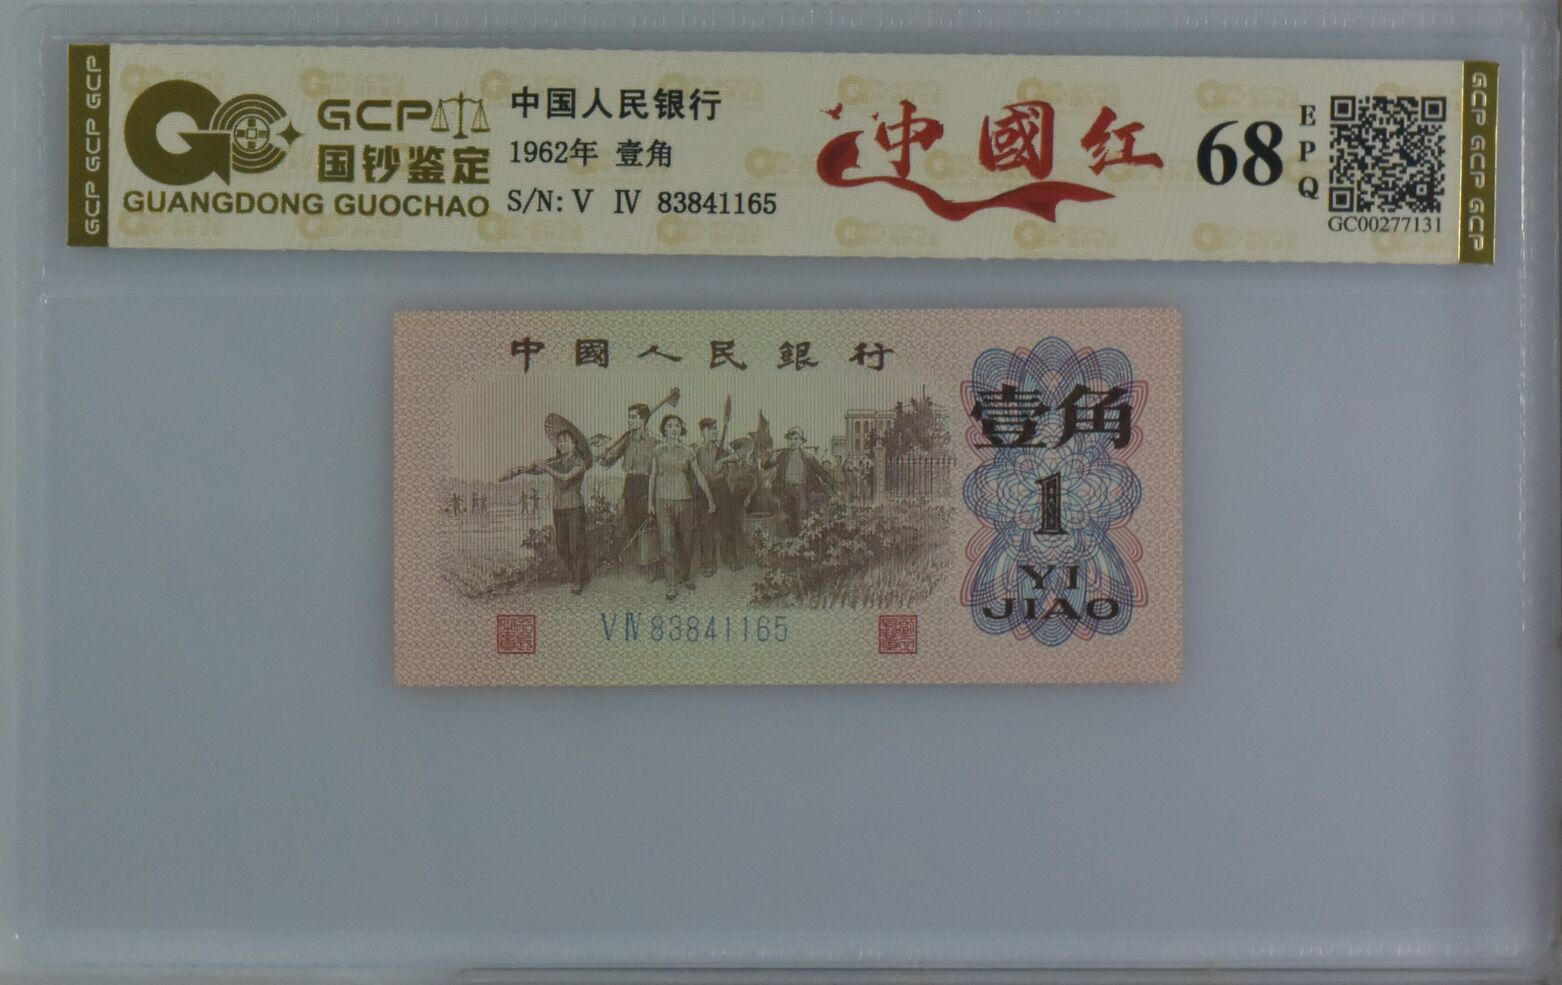 GCP GCP GCP
GCP
国钞鉴定
GUANGDONG GUOCHAO
中国人民银行
1962年 壹角
S/N: V Ⅳ 83841165
中國红
68
EPQ
GC00277131
GCP GCP GCP
中國人民銀行
壹角
1
YI
JIAO
V Ⅳ 83841165